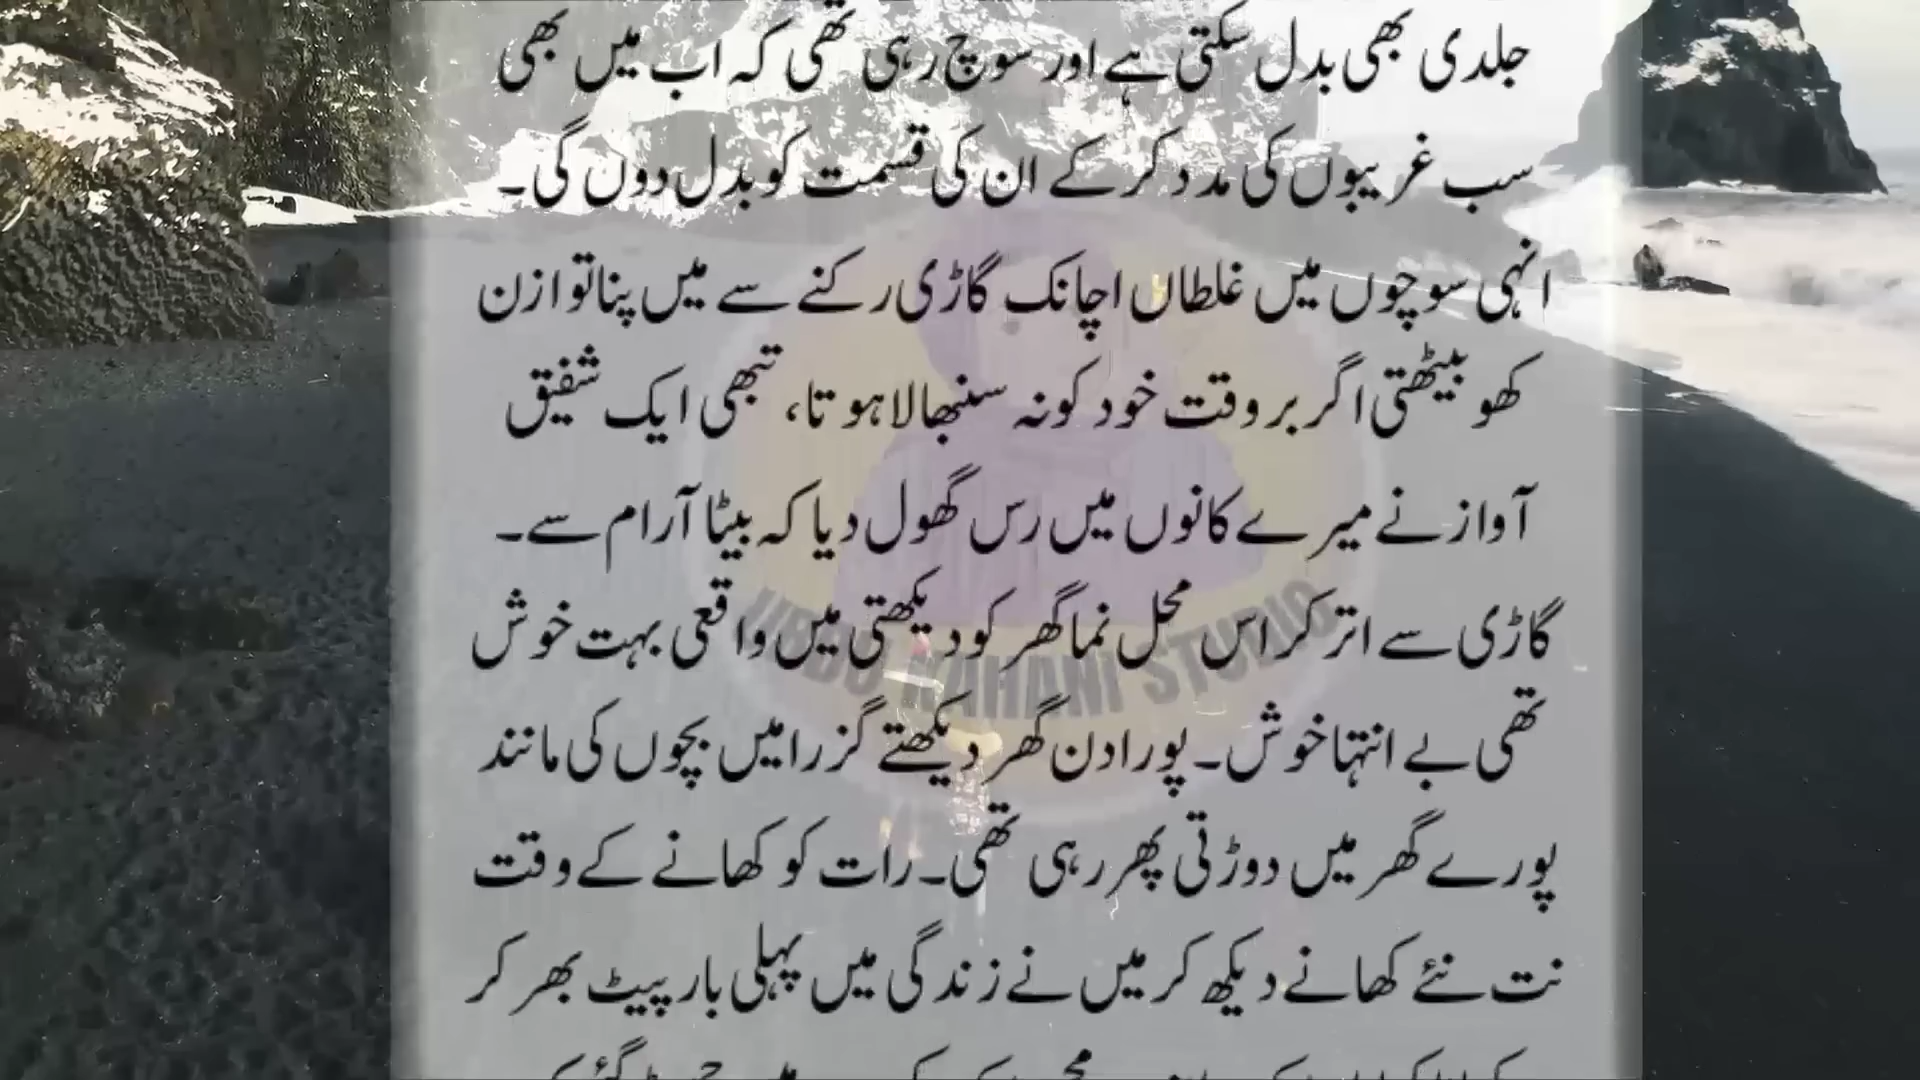 جلدی بھی بدل سکتی ہے اور سوچ رہی تھی کہ اب میں بھی
سب غریبوں کی مدد کر کے ان کی قسمت کو بدل دوں گی۔
انہی سوچوں میں غلطاں اچانک گاڑی رکنے سے میں پنا توازن
کھو بیٹھتی اگر بروقت خود کو نہ سنبھالا ہوتا، تبھی ایک شفیق
آواز نے میرے کانوں میں رس گھول دیا کہ بیٹا آرام سے۔
گاڑی سے اتر کر اس محل نما گھر کو دیکھتی میں واقعی بہت خوش
تھی بے انتہا خوش۔ پورا دن گھر دیکھتے گزرا میں بچوں کی مانند
پورے گھر میں دوڑتی پھر رہی تھی۔ رات کو کھانے کے وقت
نت نئے کھانے دیکھ کر میں نے زندگی میں پہلی بار پیٹ بھر کر
URDU KAHANI STUDIO